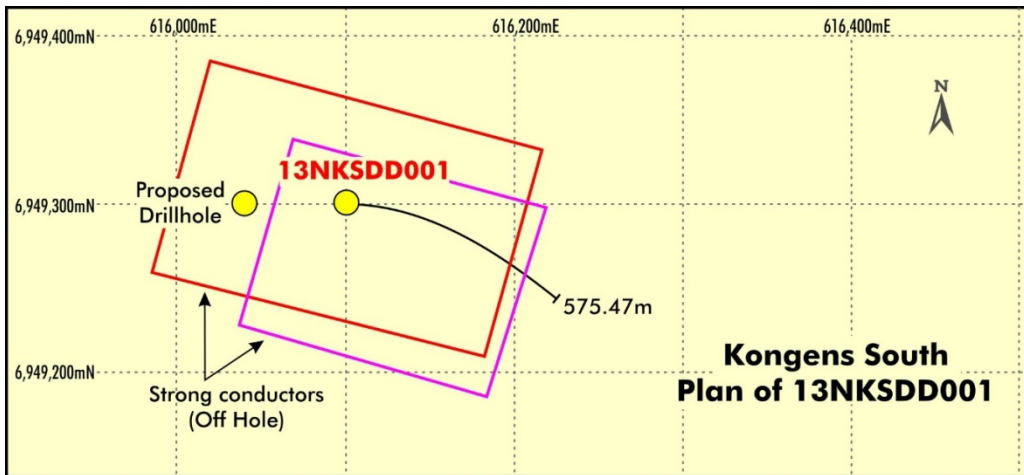 616,000mE
616,200mE
616,400mE
6,949,400mN
N
13NKSDD001
Proposed
Drillhole
6,949,300mN
575.47m
Kongens South
Plan of 13NKSDD001
6,949,200mN
Strong conductors
(Off Hole)